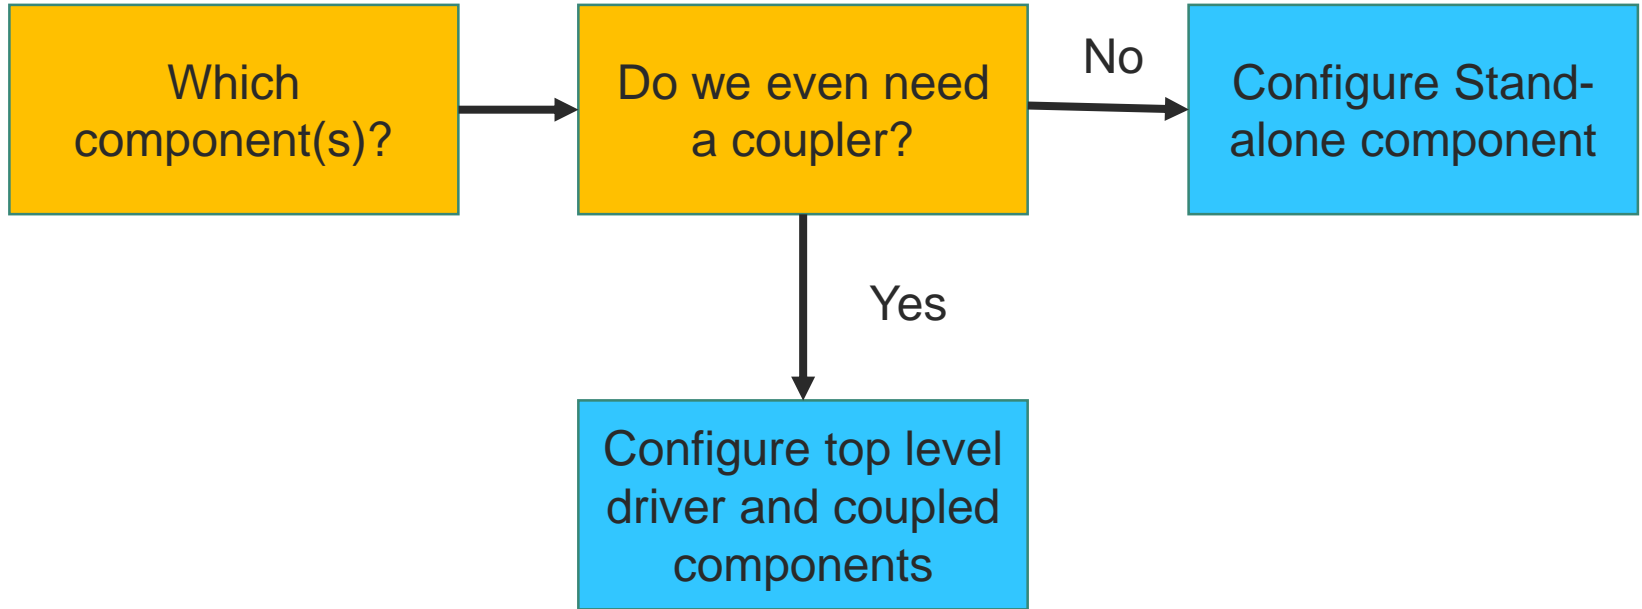 Which
component(s)?
Do we even need
a coupler?
No
Configure Stand-
alone component
Yes
Configure top level
driver and coupled
components